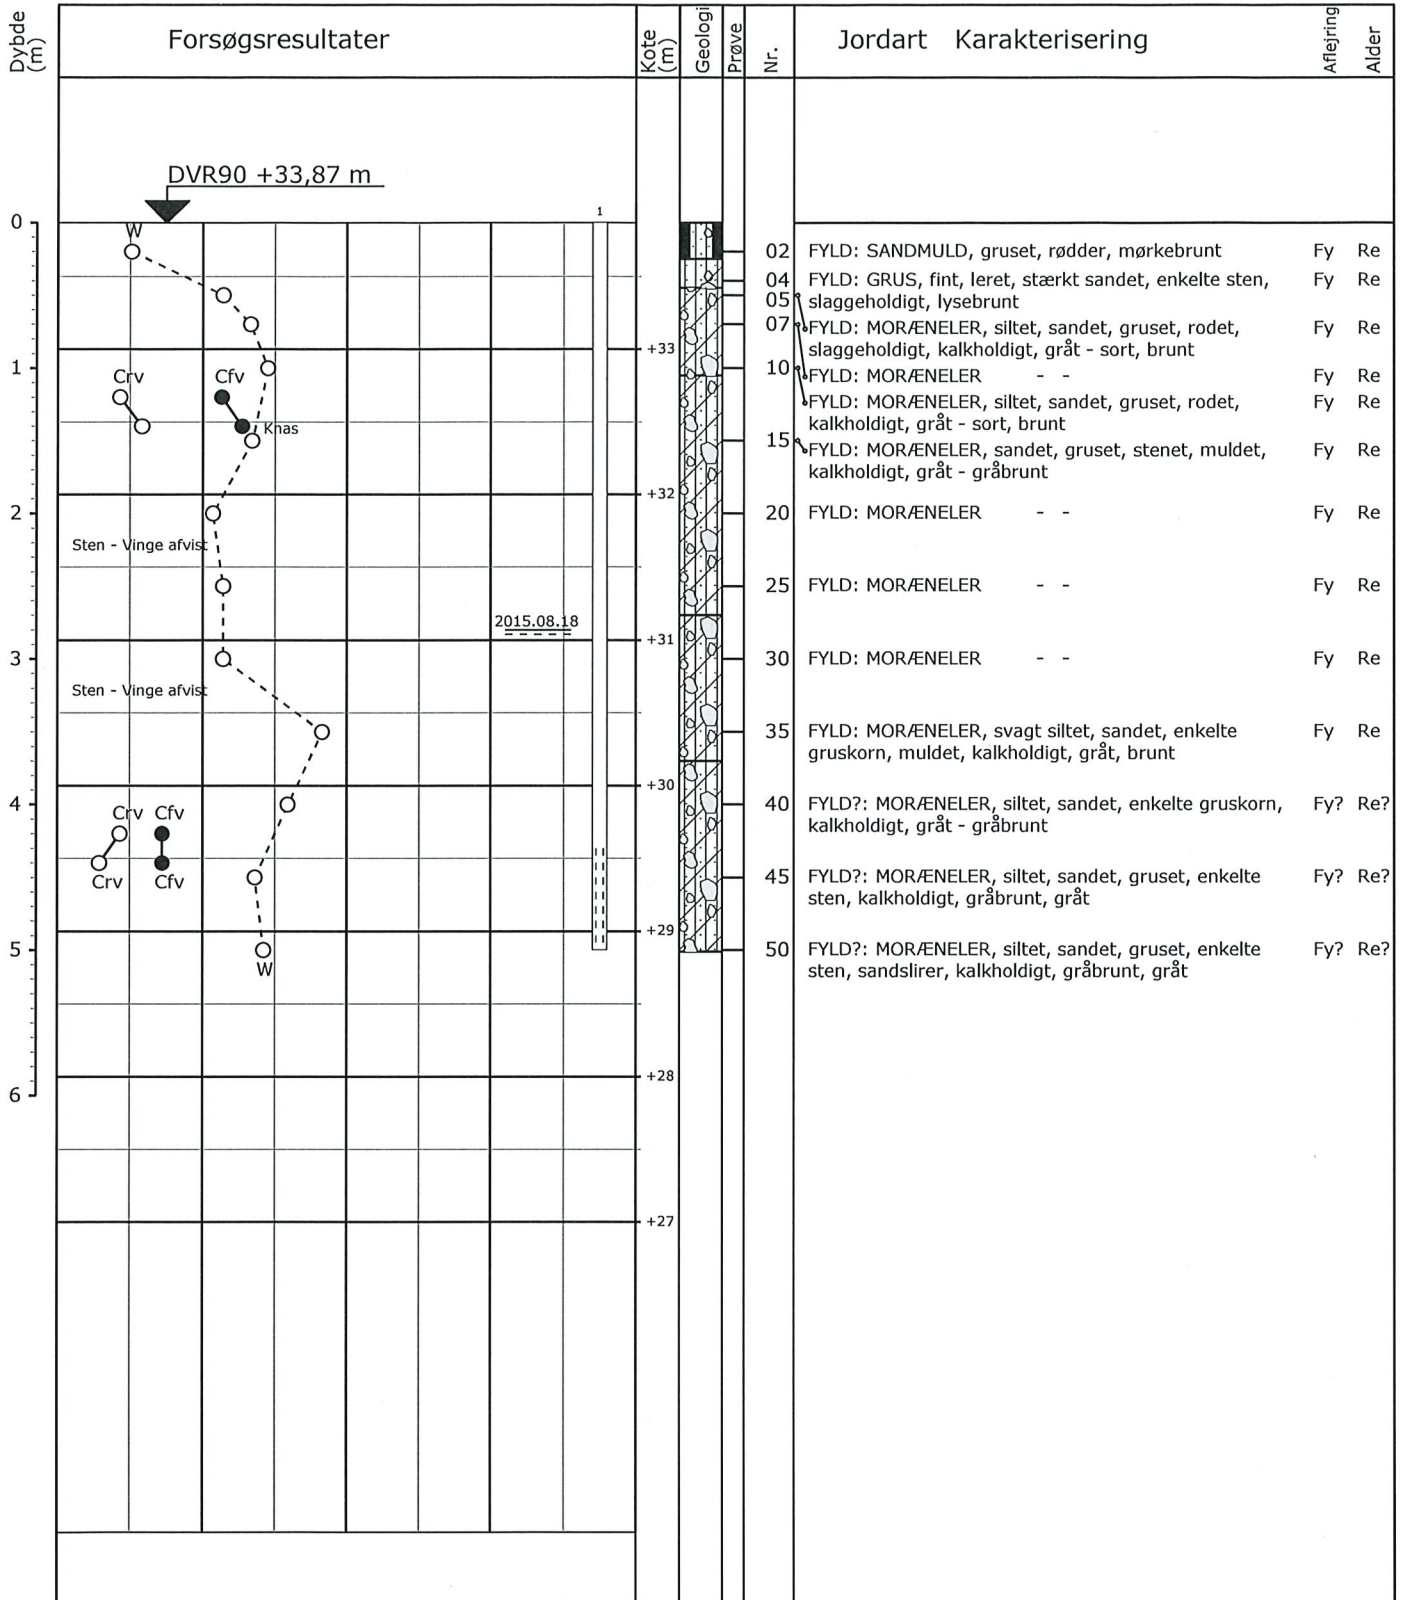 Dybde (m)
Forsøgsresultater
Kote (m)
Geologi
Prøve
Nr.
Jordart Karakterisering
Aflejring
Alder
DVR90 +33,87 m
0
1
W
02 FYLD: SANDMULD, gruset, rødder, mørkebrunt Fy Re
04 FYLD: GRUS, fint, leret, stærkt sandet, enkelte sten, Fy Re
05 slaggeholdigt, lysebrunt
07 FYLD: MORÆNELER, siltet, sandet, gruset, rodet, Fy Re
slaggeholdigt, kalkholdigt, gråt - sort, brunt
+33
1
10
Crv Cfv
FYLD: MORÆNELER - - Fy Re
FYLD: MORÆNELER, siltet, sandet, gruset, rodet, Fy Re
kalkholdigt, gråt - sort, brunt
Knas
15
FYLD: MORÆNELER, sandet, gruset, stenet, muldet, Fy Re
kalkholdigt, gråt - gråbrunt
+32
2
20 FYLD: MORÆNELER - - Fy Re
Sten - Vinge afvist
25 FYLD: MORÆNELER - - Fy Re
2015.08.18
+31
3
30 FYLD: MORÆNELER - - Fy Re
Sten - Vinge afvist
35 FYLD: MORÆNELER, svagt siltet, sandet, enkelte Fy Re
gruskorn, muldet, kalkholdigt, gråt, brunt
+30
4
40 FYLD?: MORÆNELER, siltet, sandet, enkelte gruskorn, Fy? Re?
Crv Cfv
kalkholdigt, gråt - gråbrunt
Crv Cfv
45 FYLD?: MORÆNELER, siltet, sandet, gruset, enkelte Fy? Re?
sten, kalkholdigt, gråbrunt, gråt
+29
5
50 FYLD?: MORÆNELER, siltet, sandet, gruset, enkelte Fy? Re?
W
sten, sandslirer, kalkholdigt, gråbrunt, gråt
+28
6
+27